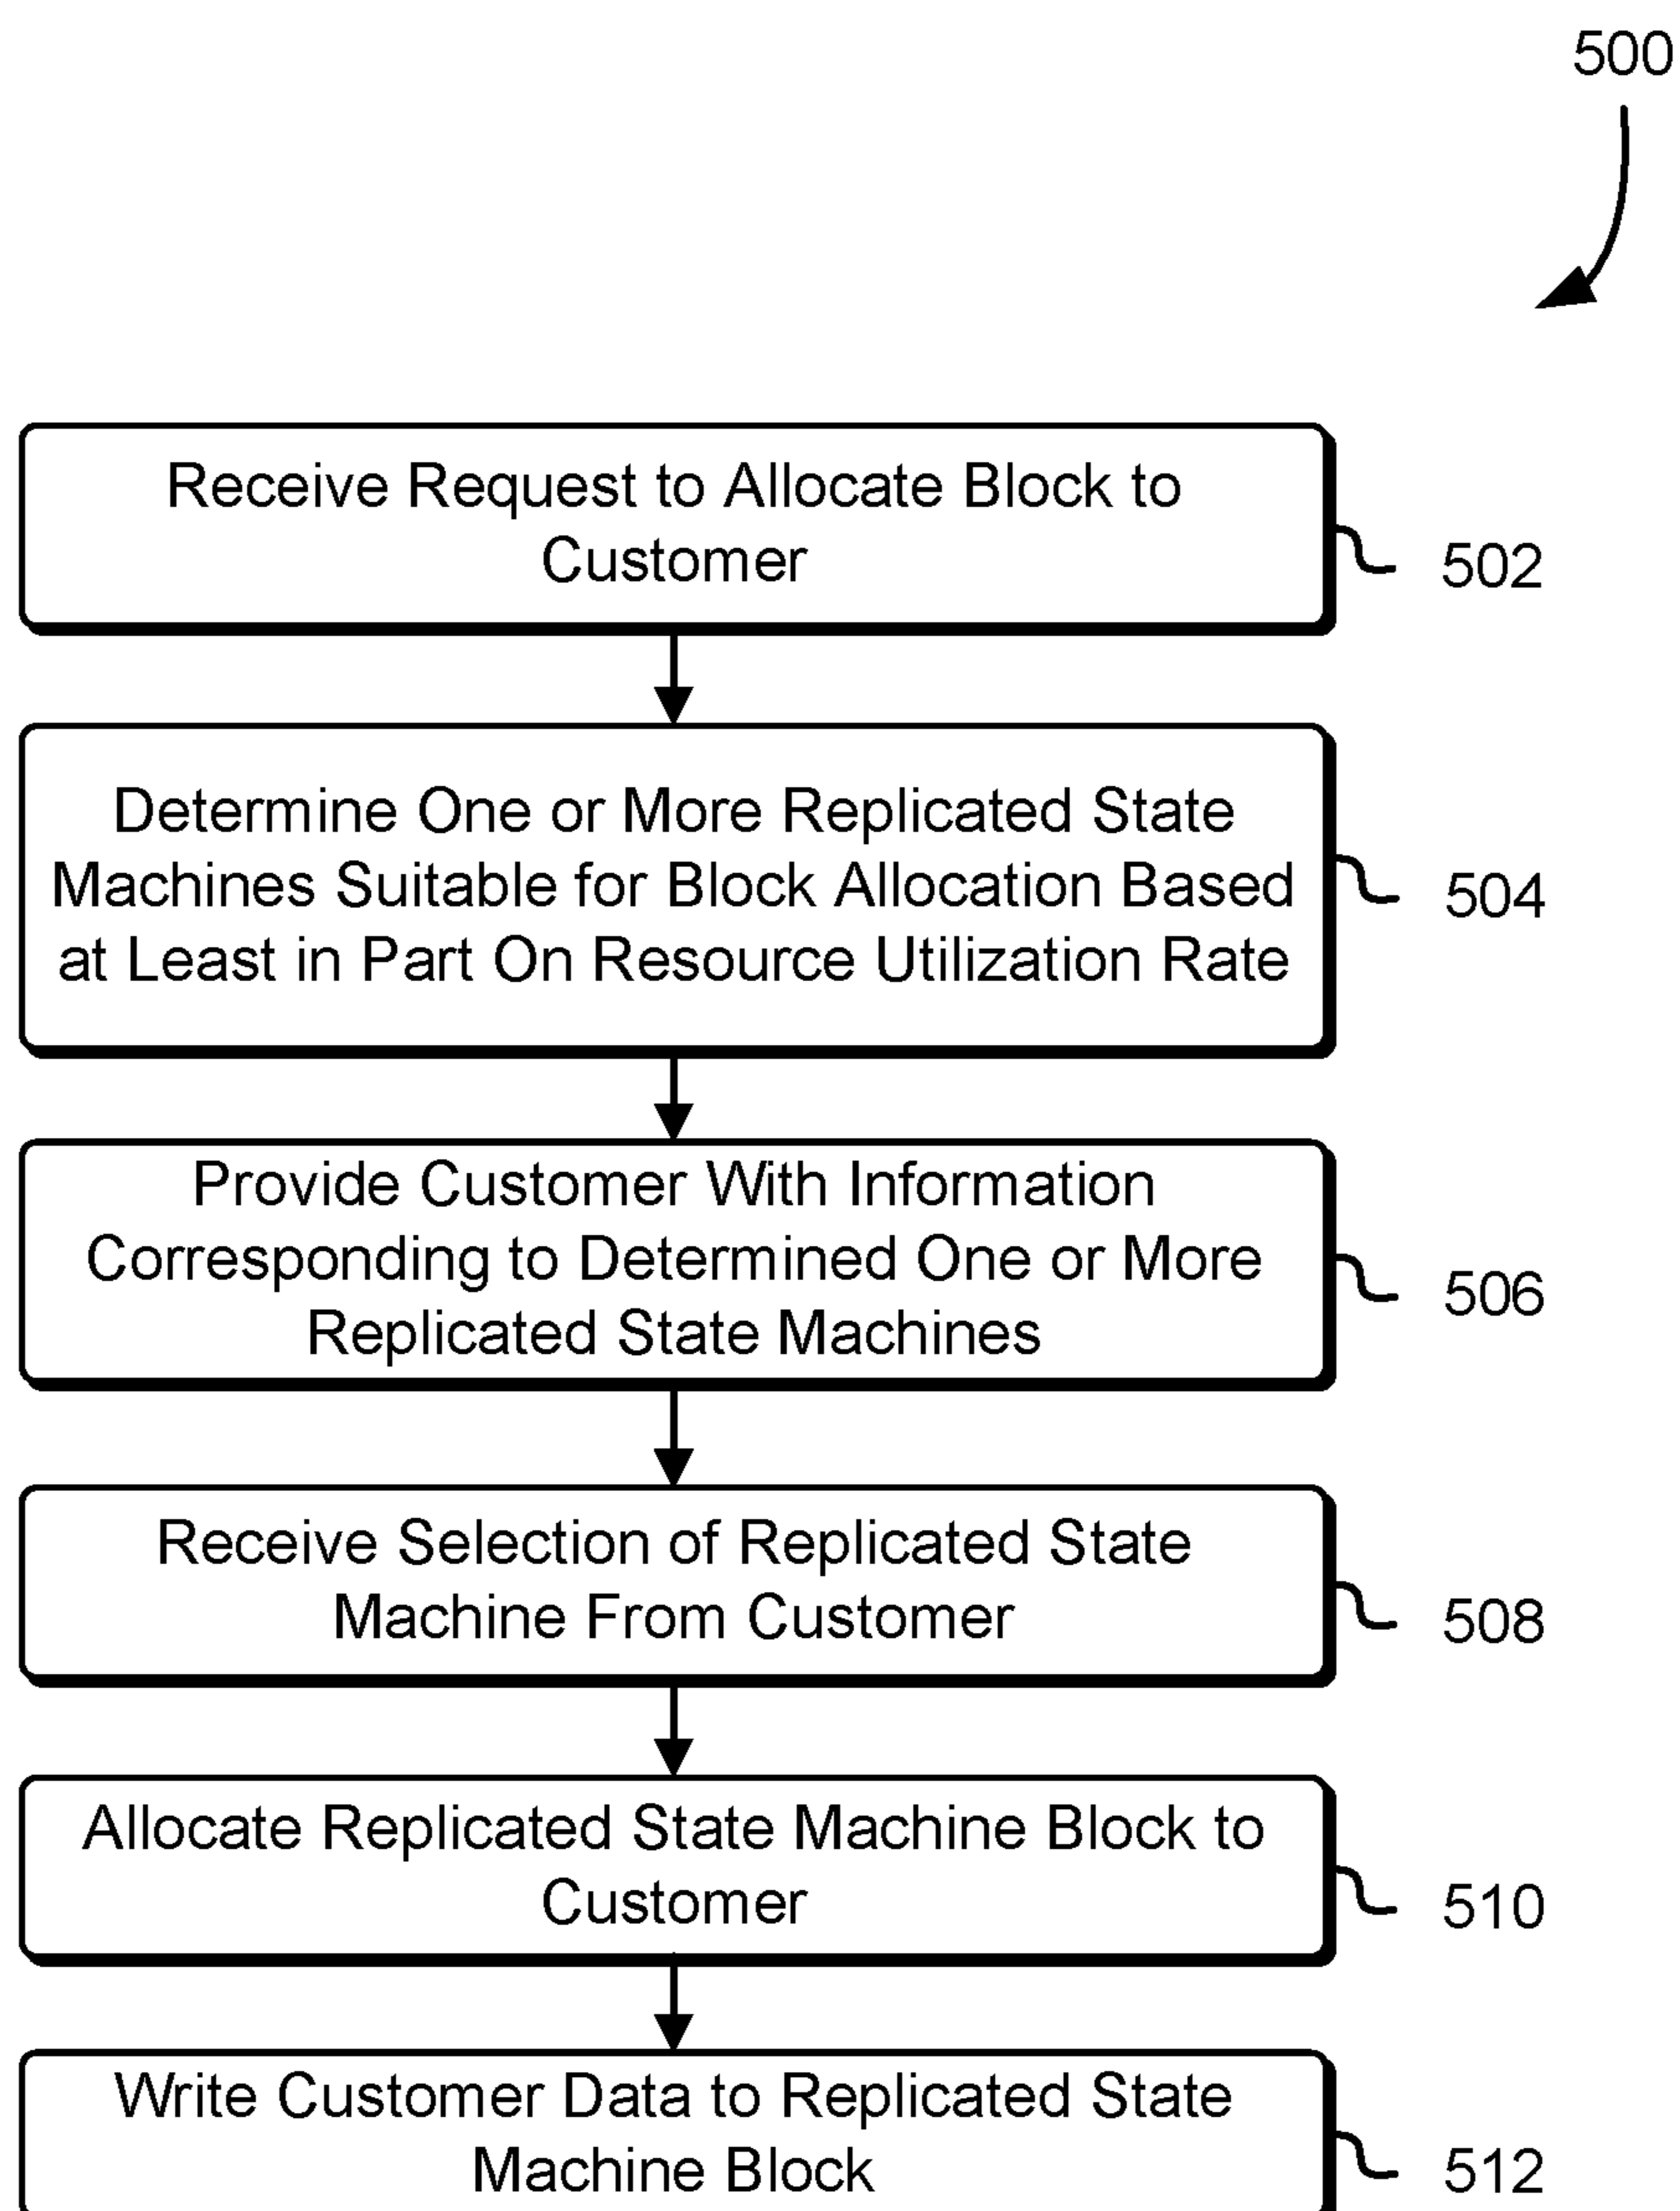 500
Receive Request to Allocate Block to
Customer
502
Determine One or More Replicated State
Machines Suitable for Block Allocation Based
at Least in Part On Resource Utilization Rate
504
Provide Customer With Information
Corresponding to Determined One or More
Replicated State Machines
506
Receive Selection of Replicated State
Machine From Customer
508
Allocate Replicated State Machine Block to
Customer
510
Write Customer Data to Replicated State
Machine Block
512